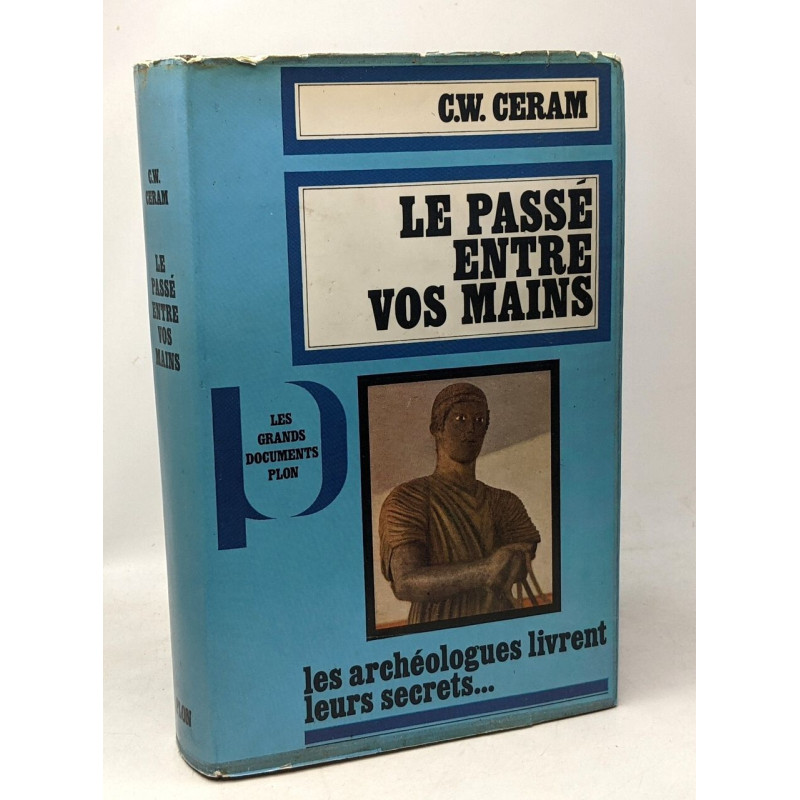 C.W. CERAM
LE PASSÉ
ENTRE
VOS MAINS
LES
GRANDS
DOCUMENTS
PLON
les archéologues livrent
leurs secrets...
C.W.
CERAM
LE
PASSÉ
ENTRE
VOS
MAINS
PLON